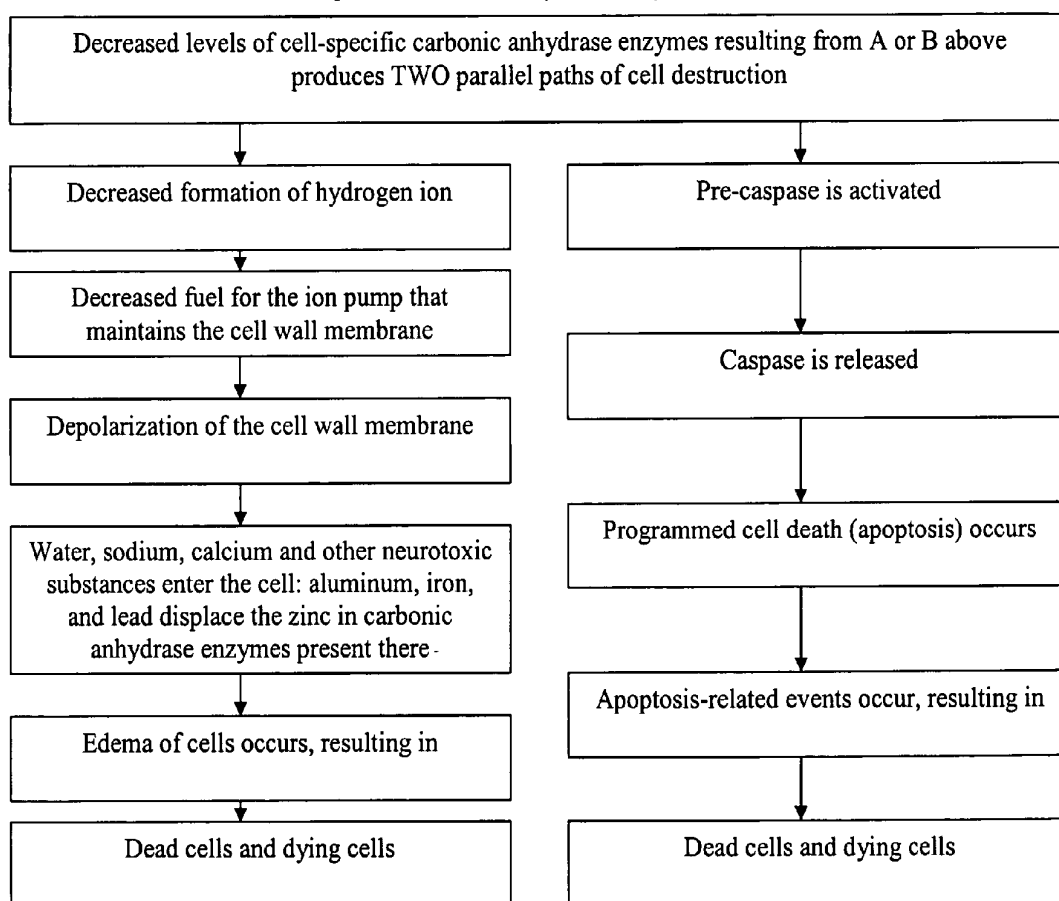 Decreased levels of cell-specific carbonic anhydrase enzymes resulting from A or B above
produces TWO parallel paths of cell destruction
Decreased formation of hydrogen ion
Decreased fuel for the ion pump that
maintains the cell wall membrane
Depolarization of the cell wall membrane
Water, sodium, calcium and other neurotoxic
substances enter the cell: aluminum, iron,
and lead displace the zinc in carbonic
anhydrase enzymes present there
Edema of cells occurs, resulting in
Dead cells and dying cells
Pre-caspase is activated
Caspase is released
Programmed cell death (apoptosis) occurs
Apoptosis-related events occur, resulting in
Dead cells and dying cells